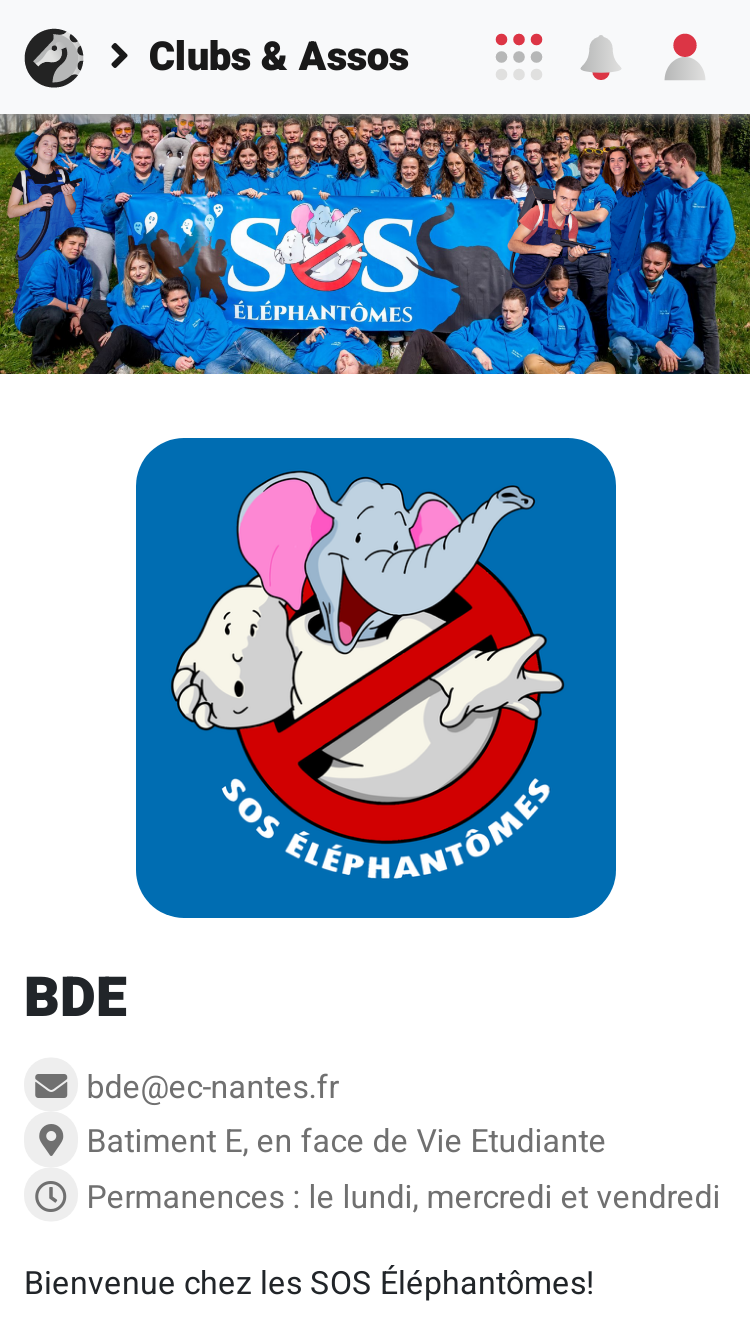 Clubs & Assos
SOS
ÉLÉPHANTÔMES
SOS ÉLÉPHANTÔMES
BDE
bde@ec-nantes.fr
Batiment E, en face de Vie Etudiante
Permanences : le lundi, mercredi et vendredi
Bienvenue chez les SOS Éléphantômes!